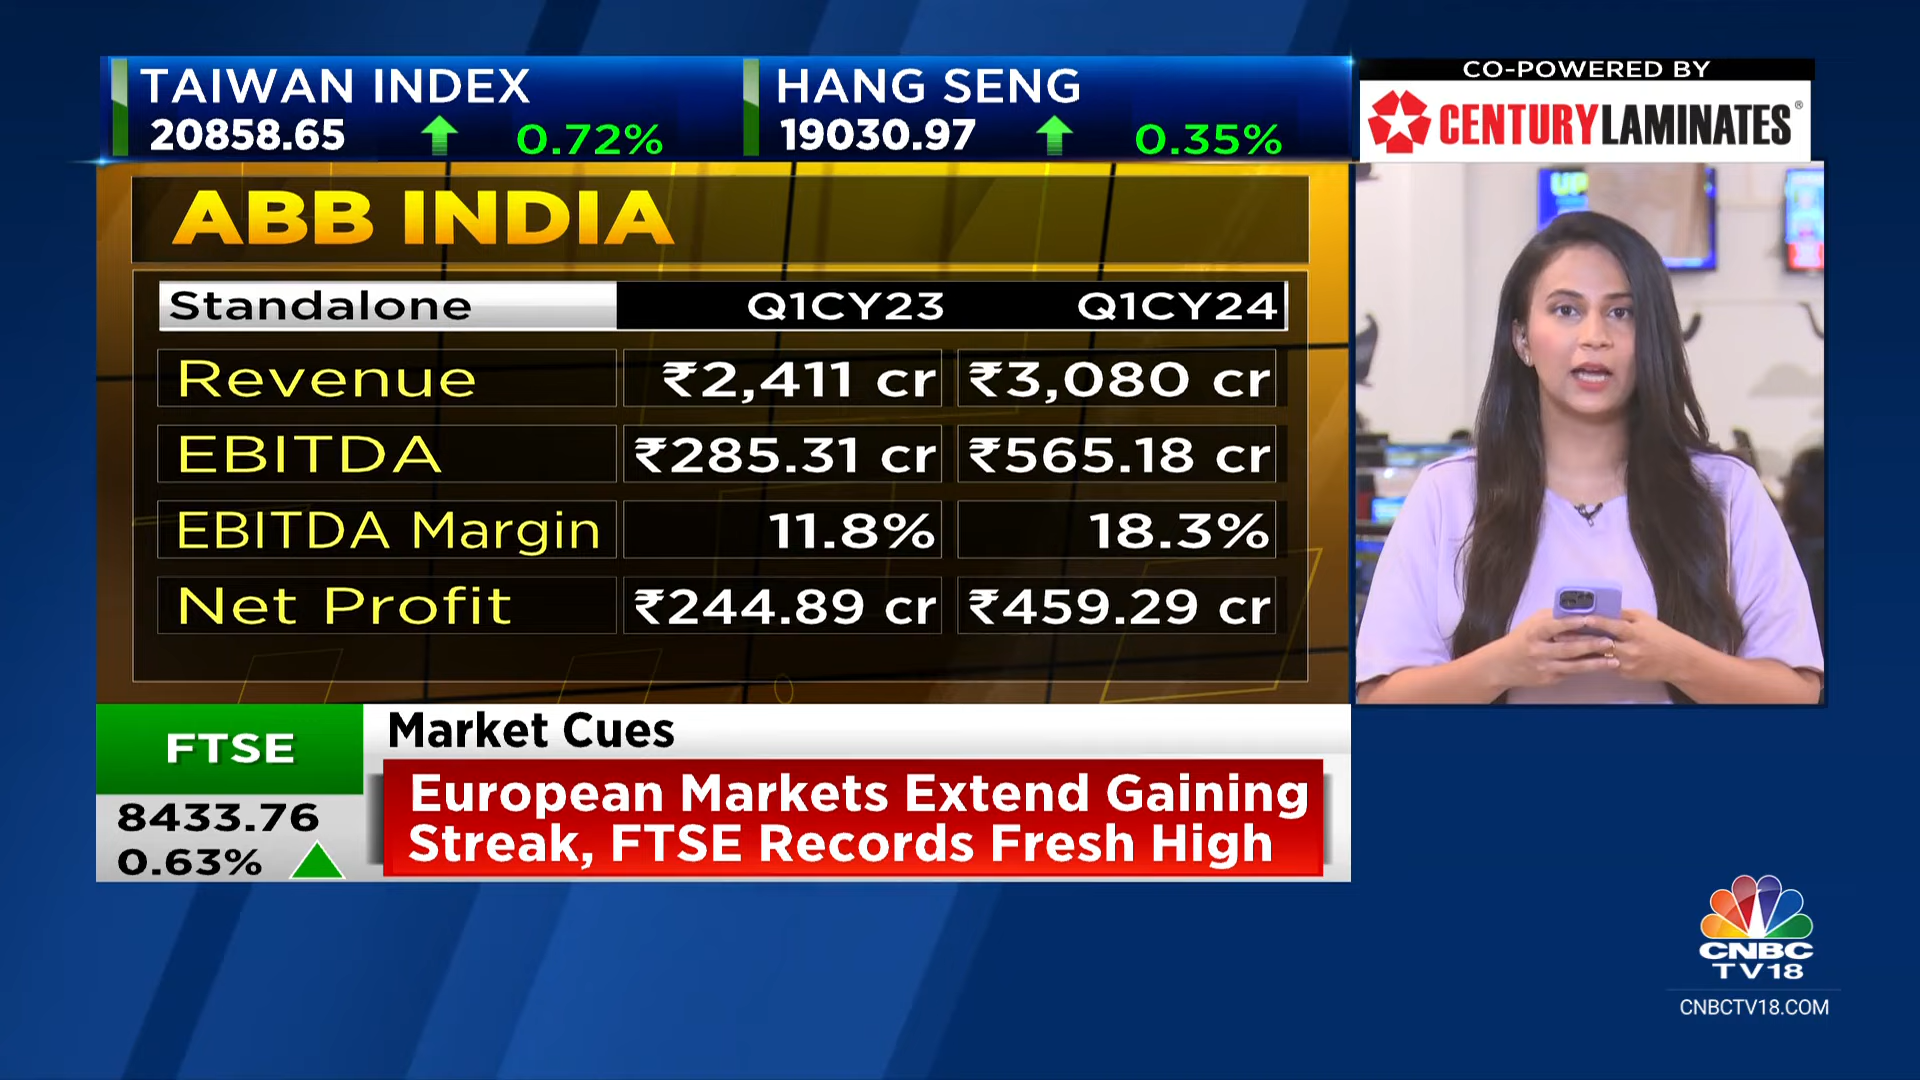 TAIWAN INDEX
20858.65 0.72%
HANG SENG
19030.97 0.35%
CO-POWERED BY
CENTURYLAMINATES®
ABB INDIA
Standalone Q1CY23 Q1CY24
Revenue ₹2,411 cr ₹3,080 cr
EBITDA ₹285.31 cr ₹565.18 cr
EBITDA Margin 11.8% 18.3%
Net Profit ₹244.89 cr ₹459.29 cr
UP
FTSE
8433.76
0.63%
Market Cues
European Markets Extend Gaining
Streak, FTSE Records Fresh High
CNBC
TV18
CNBCTV18.COM